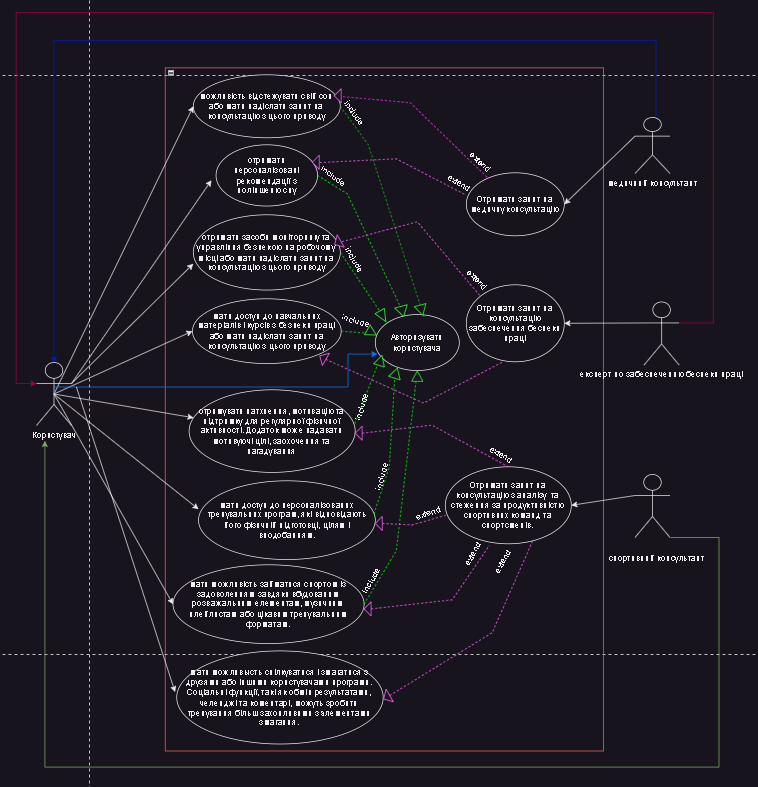 можливість відстежувати свій сон
або мати надіслати запит на
консультацію з цього приводу
include
отримати
персоналізовані
рекомендації з
поліпшення сну
include
extend
extend
Отримати запит на
медичну консультацію
медичний консультант
отримати засоби моніторингу та
управління безпекою на робочому
місці або мати надіслати запит на
консультацію з цього приводу
include
extend
Отримати запит на
консультацію
забезпечення безпеки
праці
експерт по забезпеченню безпеки праці
мати доступ до навчальних
матеріалів і курсів з безпеки праці
або мати надіслати запит на
консультацію з цього приводу
include
Авторизувати
користувача
Користувач
отримувати натхнення, мотивацію та
підтримку для регулярної фізичної
активності. Додаток може надавати
мотивуючі цілі, заохочення та
нагадування
include
extend
мати доступ до персоналізованих
тренувальних програм, які відповідають
його фізичній підготовці, цілям і
вподобанням.
include
extend
Отримати запит на
консультацію з аналізу та
стеження за продуктивністю
спортивних команд та
спортсменів.
спортивний консультант
мати можливість займатися спортом із
задоволенням завдяки вбудованим
розважальним елементам, музичним
плейлистам або цікавим тренувальним
форматам.
include
extend
extend
мати можливысть спілкуватися і змагатися з
друзями або іншими користувачами програми.
Соціальні функції, такі як обмін результатами,
челенджі та коментарі, можуть зробити
тренування більш захопливими з елементами
змагання.